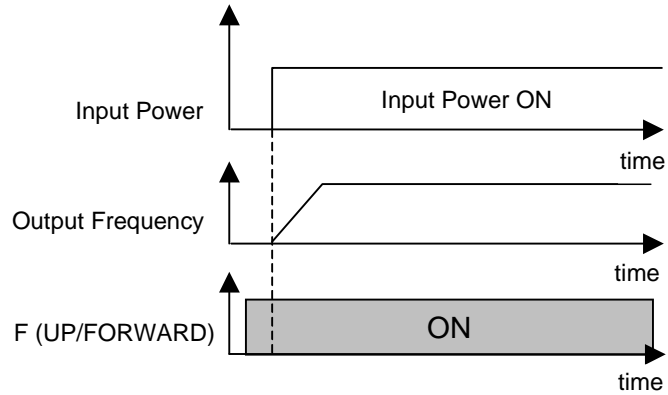 Input Power
Input Power ON
time
Output Frequency
time
F (UP/FORWARD)
ON
time